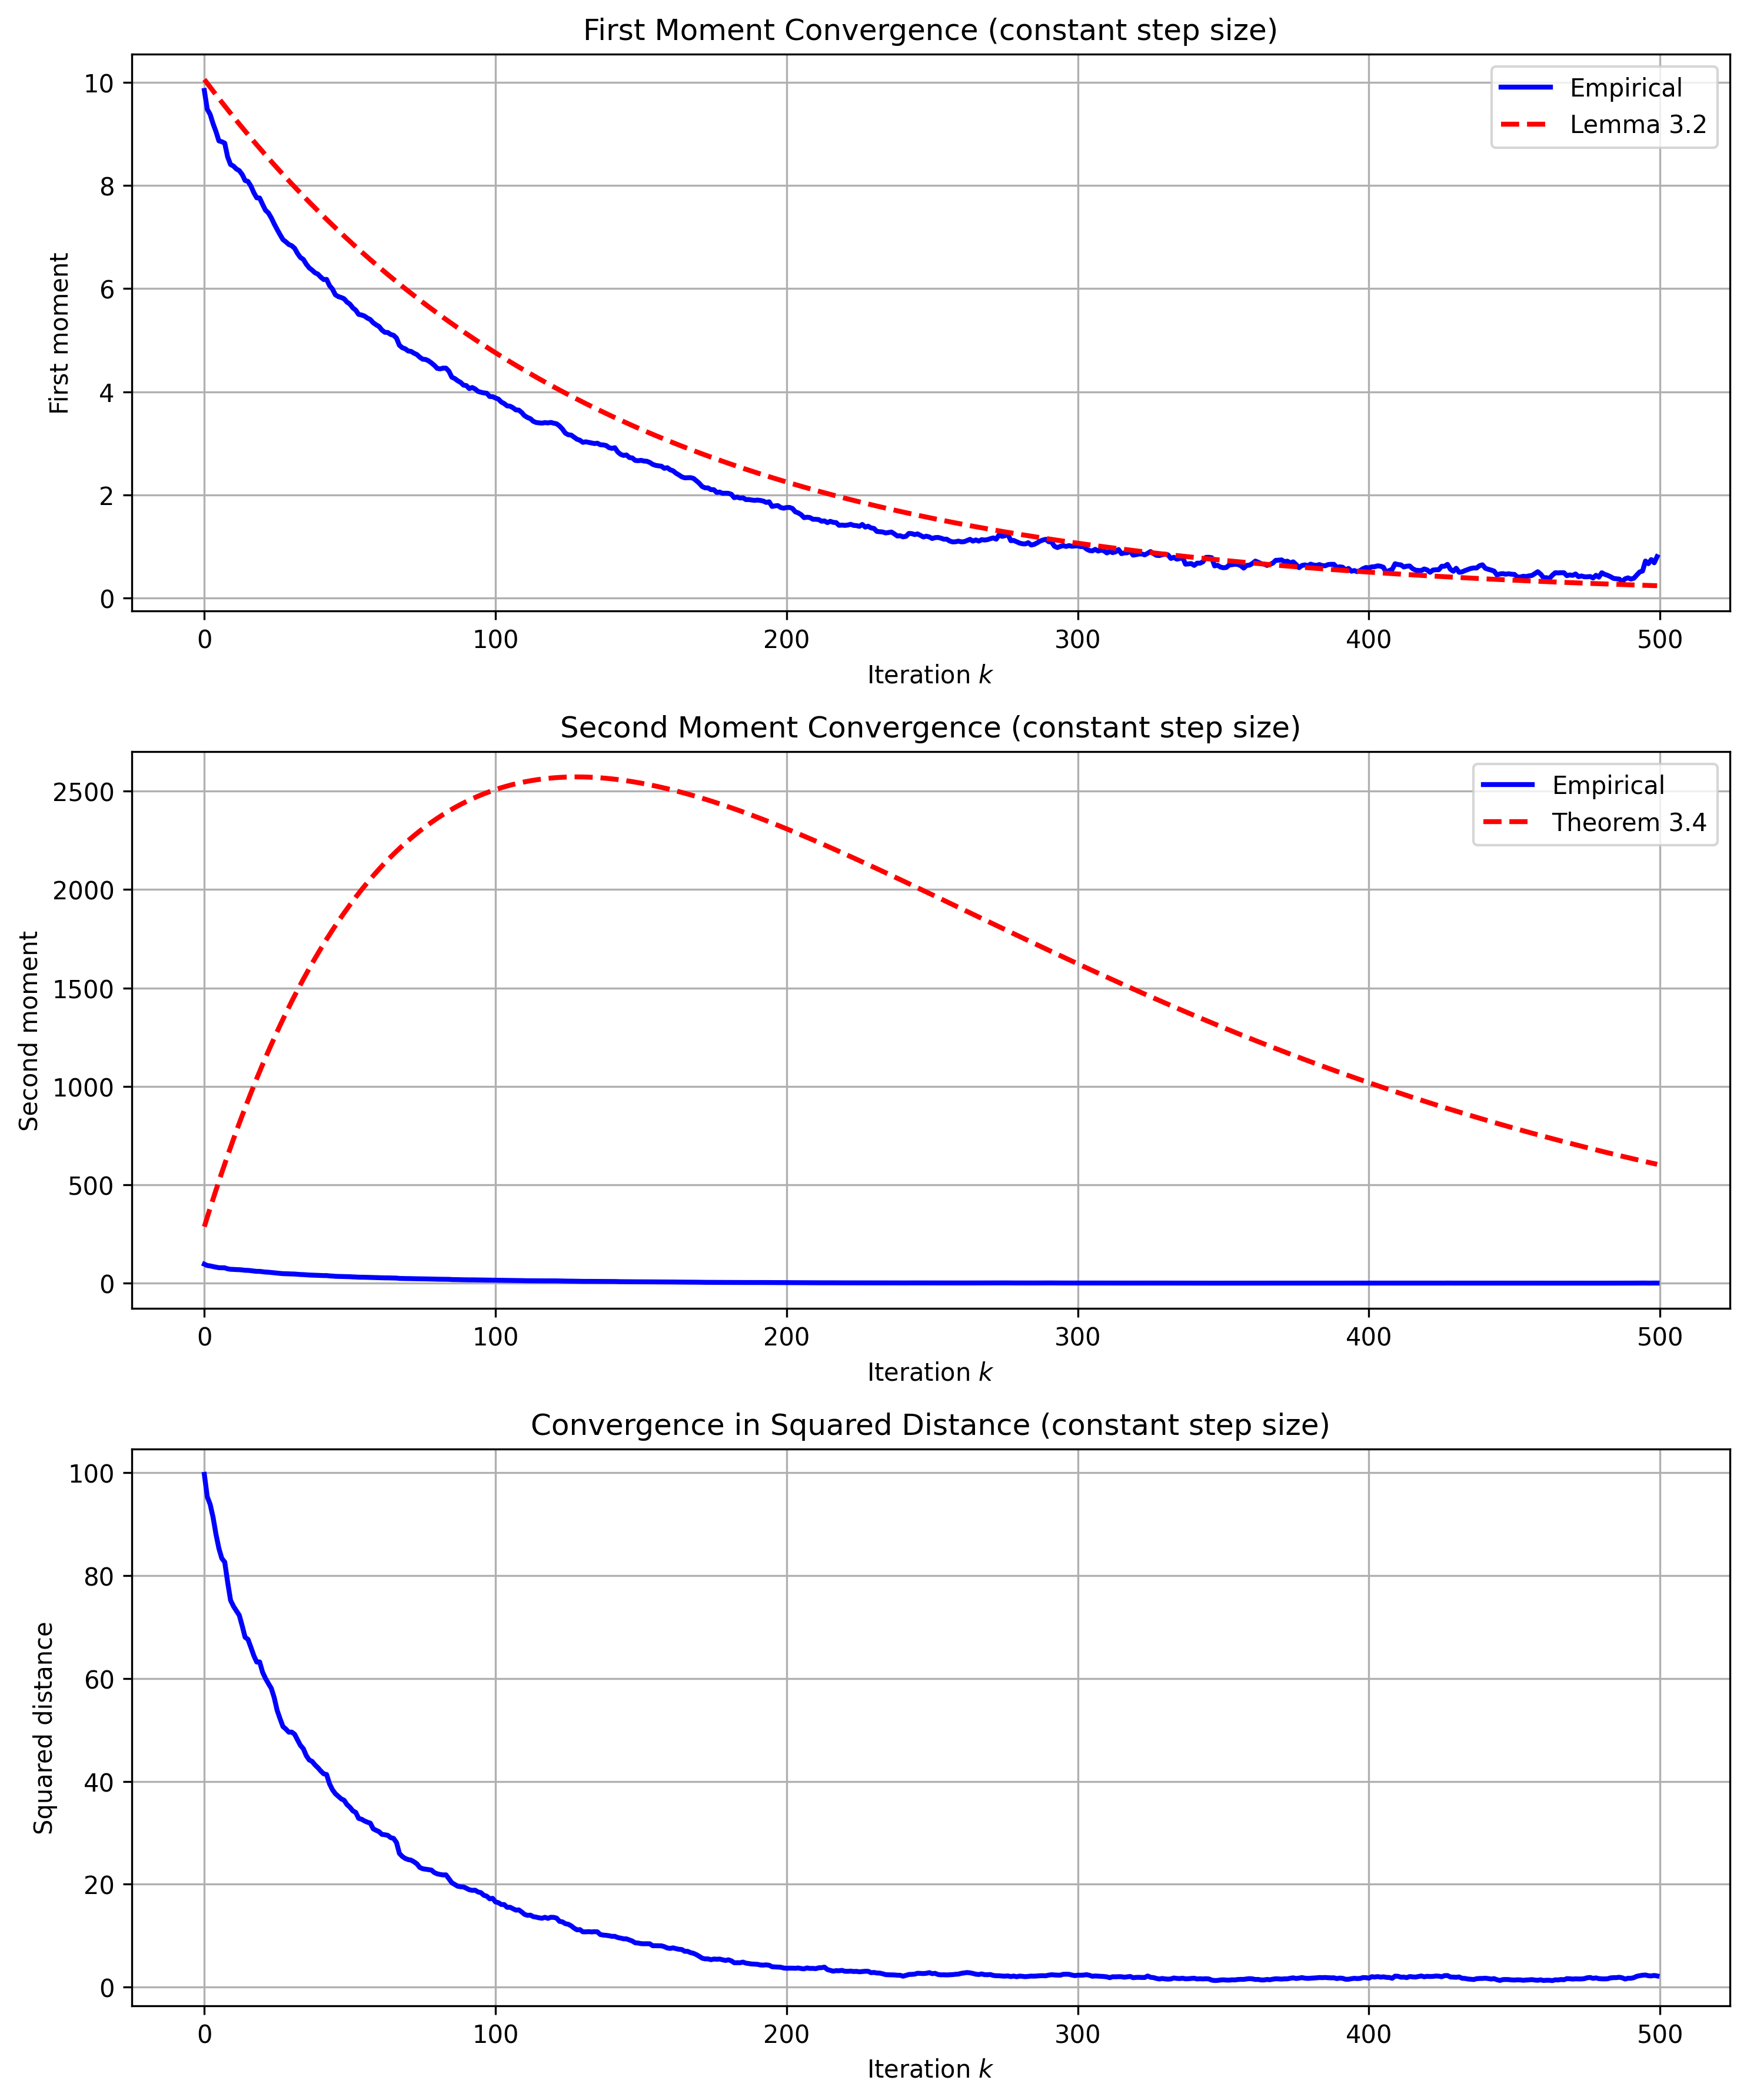 First Moment Convergence (constant step size)
10
8
6
4
2
0
First moment
Empirical
Lemma 3.2
0 100 200 300 400 500
Iteration k
Second Moment Convergence (constant step size)
2500
2000
1500
1000
500
0
Second moment
Empirical
Theorem 3.4
0 100 200 300 400 500
Iteration k
Convergence in Squared Distance (constant step size)
100
80
60
40
20
0
Squared distance
0 100 200 300 400 500
Iteration k